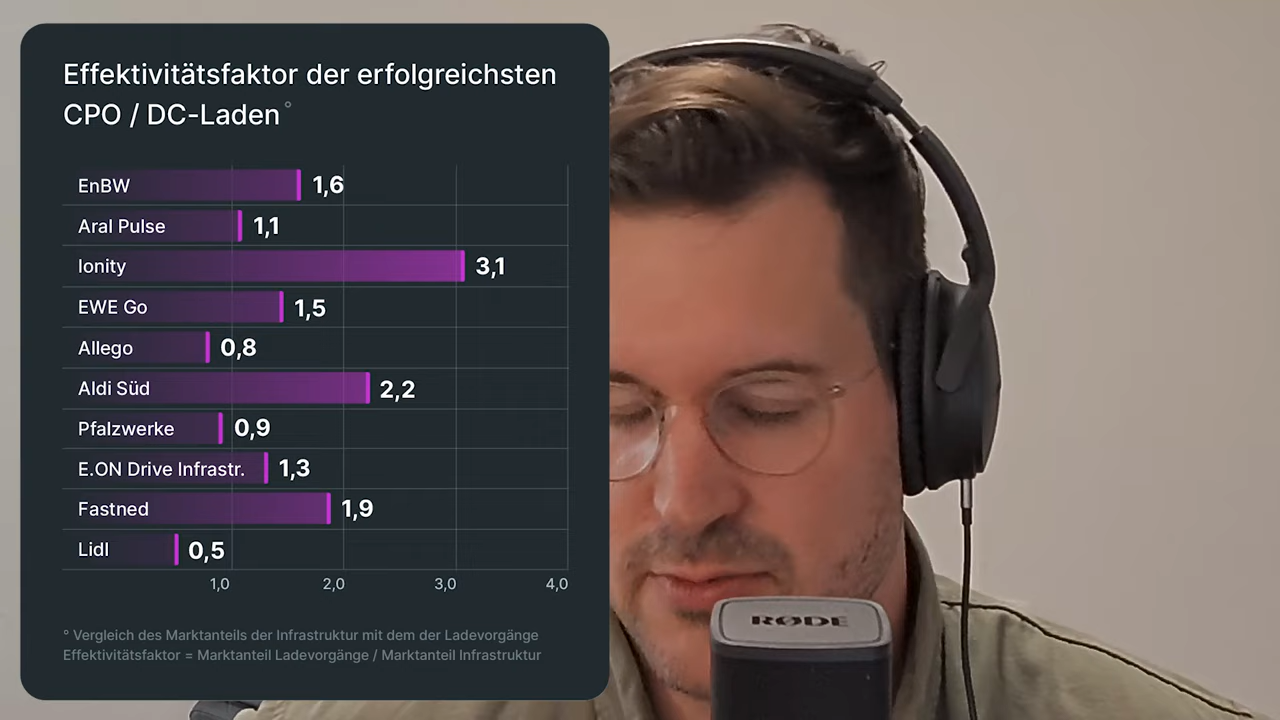 Effektivitätsfaktor der erfolgreichsten
CPO / DC-Laden°
EnBW 1,6
Aral Pulse 1,1
Ionity 3,1
EWE Go 1,5
Allego 0,8
Aldi Süd 2,2
Pfalzwerke 0,9
E.ON Drive Infrastr. 1,3
Fastned 1,9
Lidl 0,5
1,0 2,0 3,0 4,0
° Vergleich des Marktanteils der Infrastruktur mit dem der Ladevorgänge
Effektivitätsfaktor = Marktanteil Ladevorgänge / Marktanteil Infrastruktur
RØDE